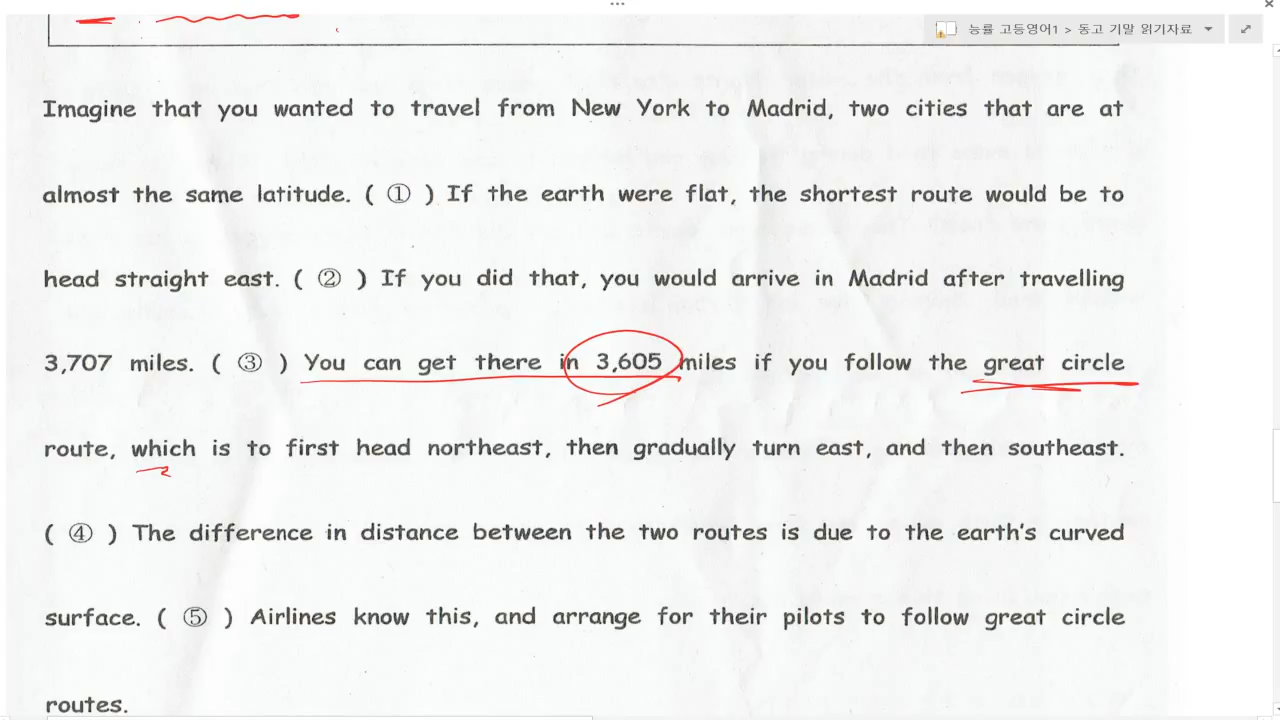 능률 고등영어1 > 동고 기말 읽기자료
Imagine that you wanted to travel from New York to Madrid, two cities that are at
almost the same latitude. ( ① ) If the earth were flat, the shortest route would be to
head straight east. ( ② ) If you did that, you would arrive in Madrid after travelling
3,707 miles. ( ③ ) You can get there in 3,605 miles if you follow the great circle
route, which is to first head northeast, then gradually turn east, and then southeast.
( ④ ) The difference in distance between the two routes is due to the earth's curved
surface. ( ⑤ ) Airlines know this, and arrange for their pilots to follow great circle
routes.